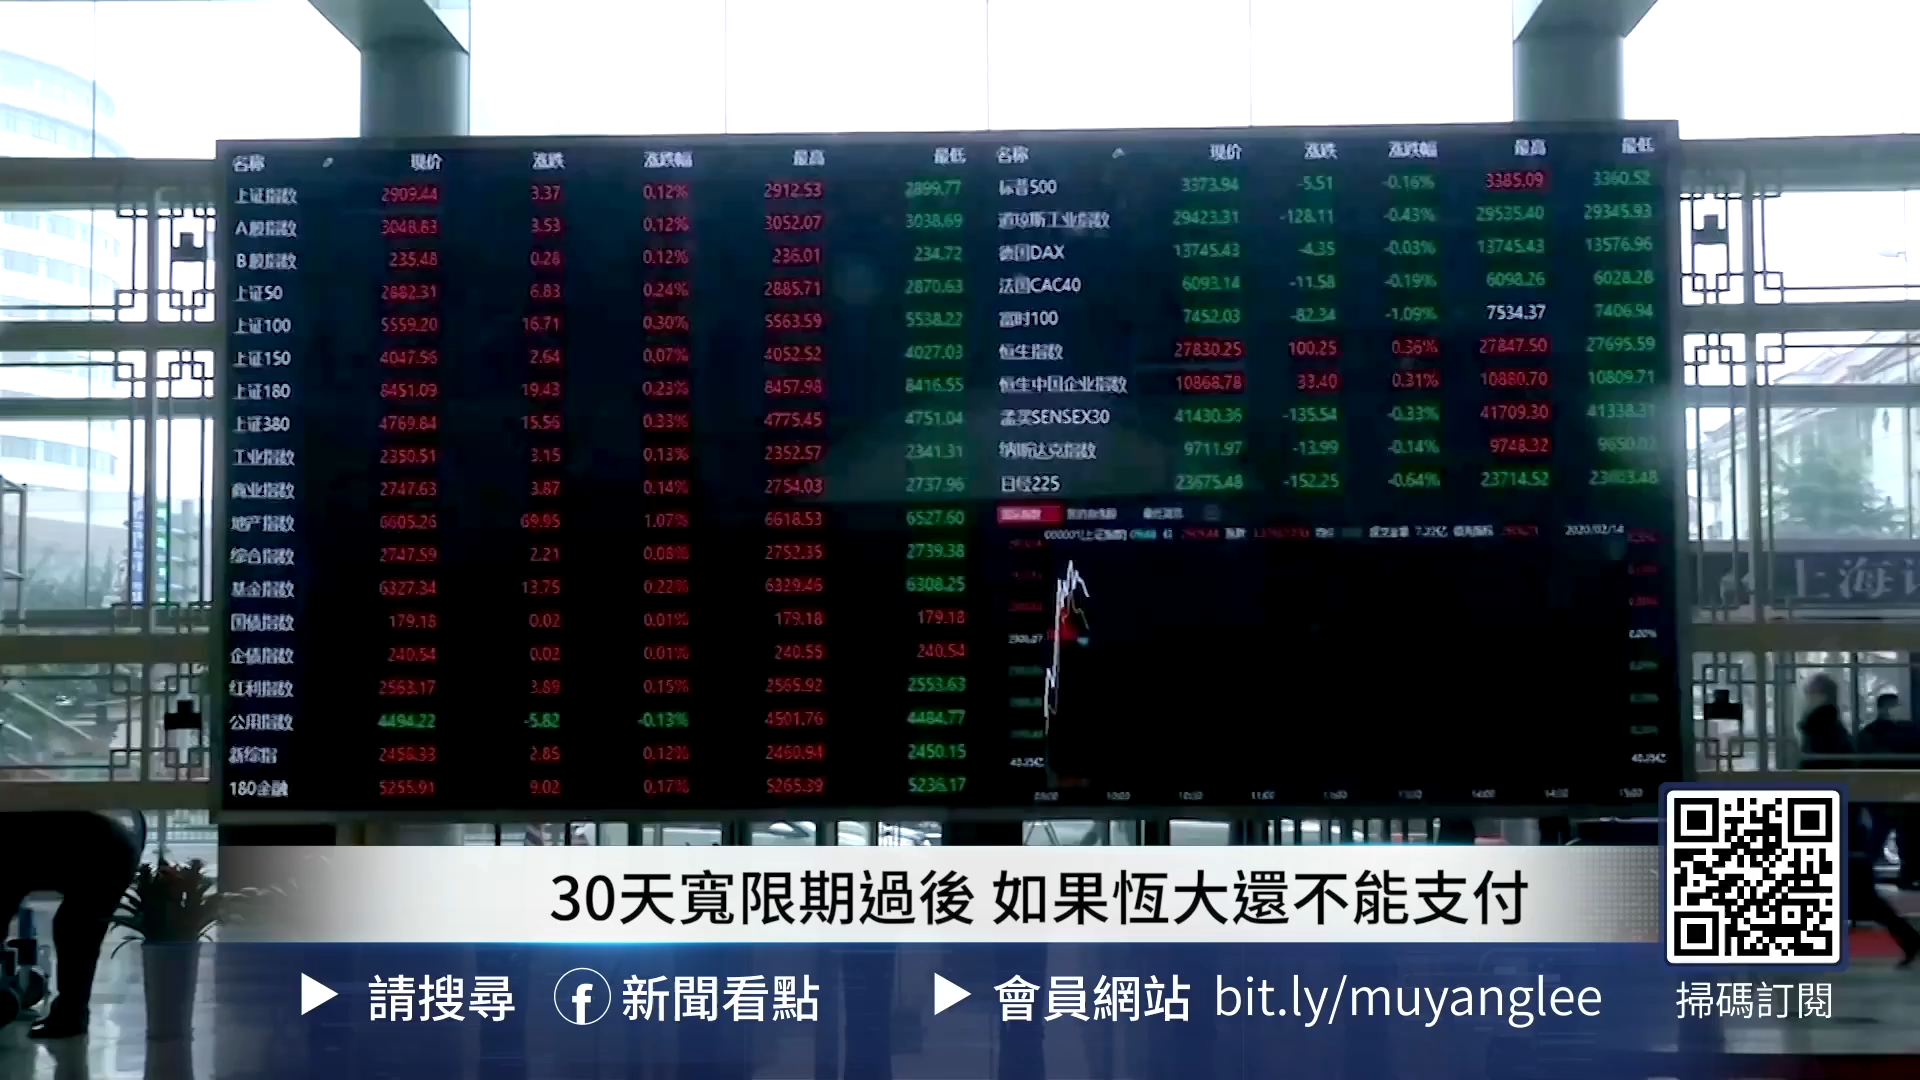 名称 现价 涨跌 涨跌幅 最高 最低
上证指数 2909.44 3.37 0.12% 2912.53 2899.77
A股指数 3048.83 3.53 0.12% 3052.07 3038.69
B股指数 235.48 0.28 0.12% 236.01 234.72
上证50 2882.31 6.83 0.24% 2885.71 2870.63
上证100 5559.20 16.71 0.30% 5563.59 5538.22
上证150 4047.56 2.64 0.07% 4052.52 4027.03
上证180 8451.09 19.43 0.23% 8457.98 8416.55
上证380 4769.84 15.56 0.33% 4775.45 4751.04
工业指数 2350.51 3.15 0.13% 2352.57 2341.31
商业指数 2747.63 3.87 0.14% 2754.03 2737.96
地产指数 6605.26 69.95 1.07% 6618.53 6527.60
综合指数 2747.59 2.21 0.08% 2752.35 2739.38
基金指数 6327.34 13.75 0.22% 6329.46 6308.25
国债指数 179.18 0.02 0.01% 179.18 179.18
企债指数 240.54 0.02 0.01% 240.55 240.54
红利指数 2563.17 3.89 0.15% 2565.92 2553.63
公用指数 4494.22 -5.82 -0.13% 4501.76 4484.77
新综指 2458.33 2.85 0.12% 2460.94 2450.15
180金融 5255.91 9.02 0.17% 5265.39 5236.17
名称 现价 涨跌 涨跌幅 最高 最低
标普500 3373.94 -5.51 -0.16% 3385.09 3360.52
道琼斯工业指数 29423.31 -128.11 -0.43% 29535.40 29345.93
德国DAX 13745.43 -4.35 -0.03% 13745.43 13576.96
法国CAC40 6093.14 -11.58 -0.19% 6098.26 6028.28
富时100 7452.03 -82.34 -1.09% 7534.37 7406.94
恒生指数 27830.25 100.25 0.36% 27847.50 27695.59
恒生中国企业指数 10868.78 33.40 0.31% 10880.70 10809.71
孟买SENSEX30 41430.36 -135.54 -0.33% 41709.30 41338.31
纳斯达克指数 9711.97 -13.99 -0.14% 9748.32
日经225 23675.48 -152.25 -0.64% 23714.52
2020/02/14
上海
30天寬限期過後 如果恆大還不能支付
請搜尋 f 新聞看點 會員網站 bit.ly/muyanglee
掃碼訂閱